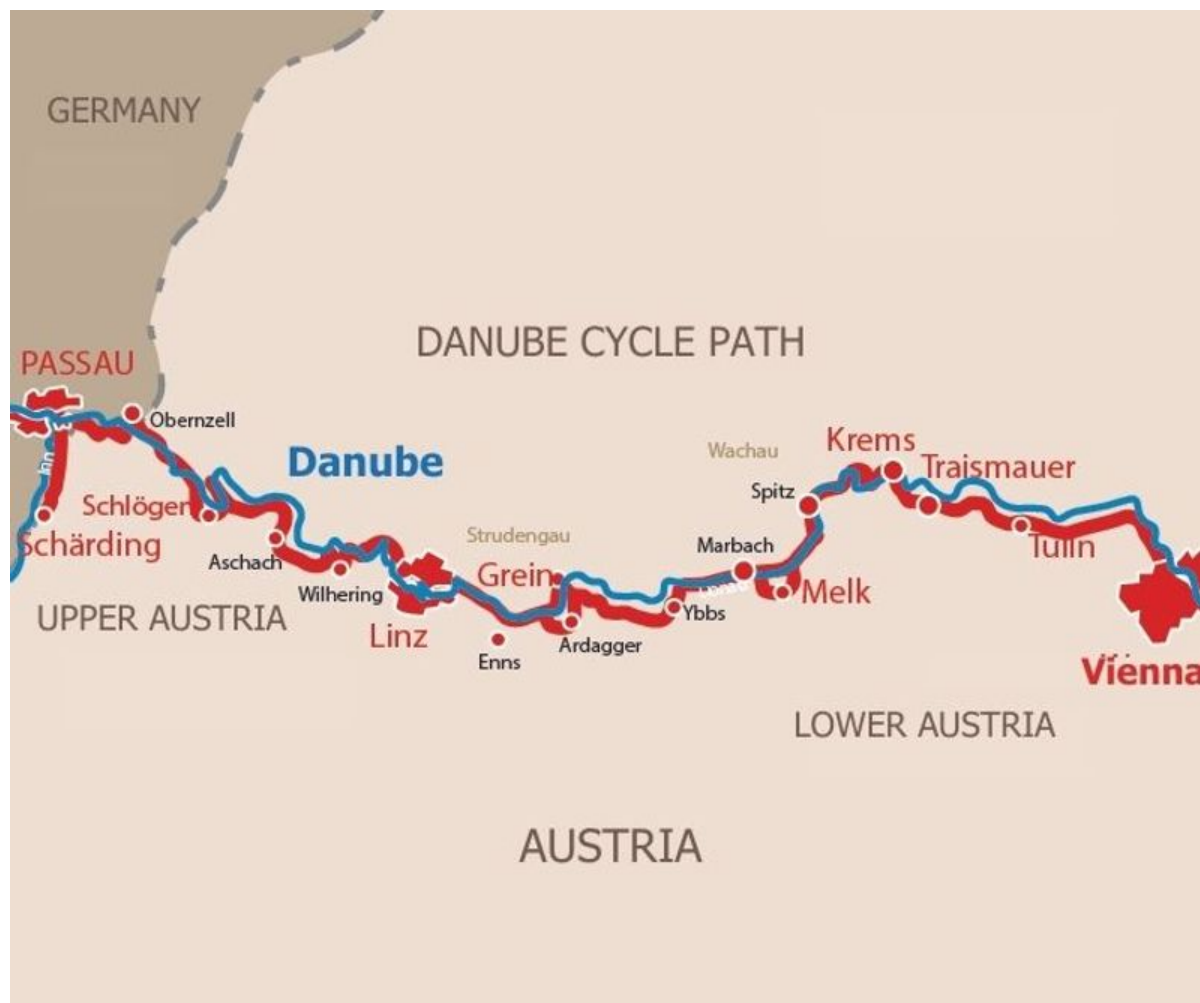 GERMANY
DANUBE CYCLE PATH
PASSAU
Obernzell
Danube
Wachau
Krems
Traismauer
Spitz
Schlögen
Schärding
Aschach
Strudengau
Marbach
Tulln
Grein
Wilhering
Melk
UPPER AUSTRIA
Ybbs
Linz
Ardagger
Enns
Vienna
LOWER AUSTRIA
AUSTRIA